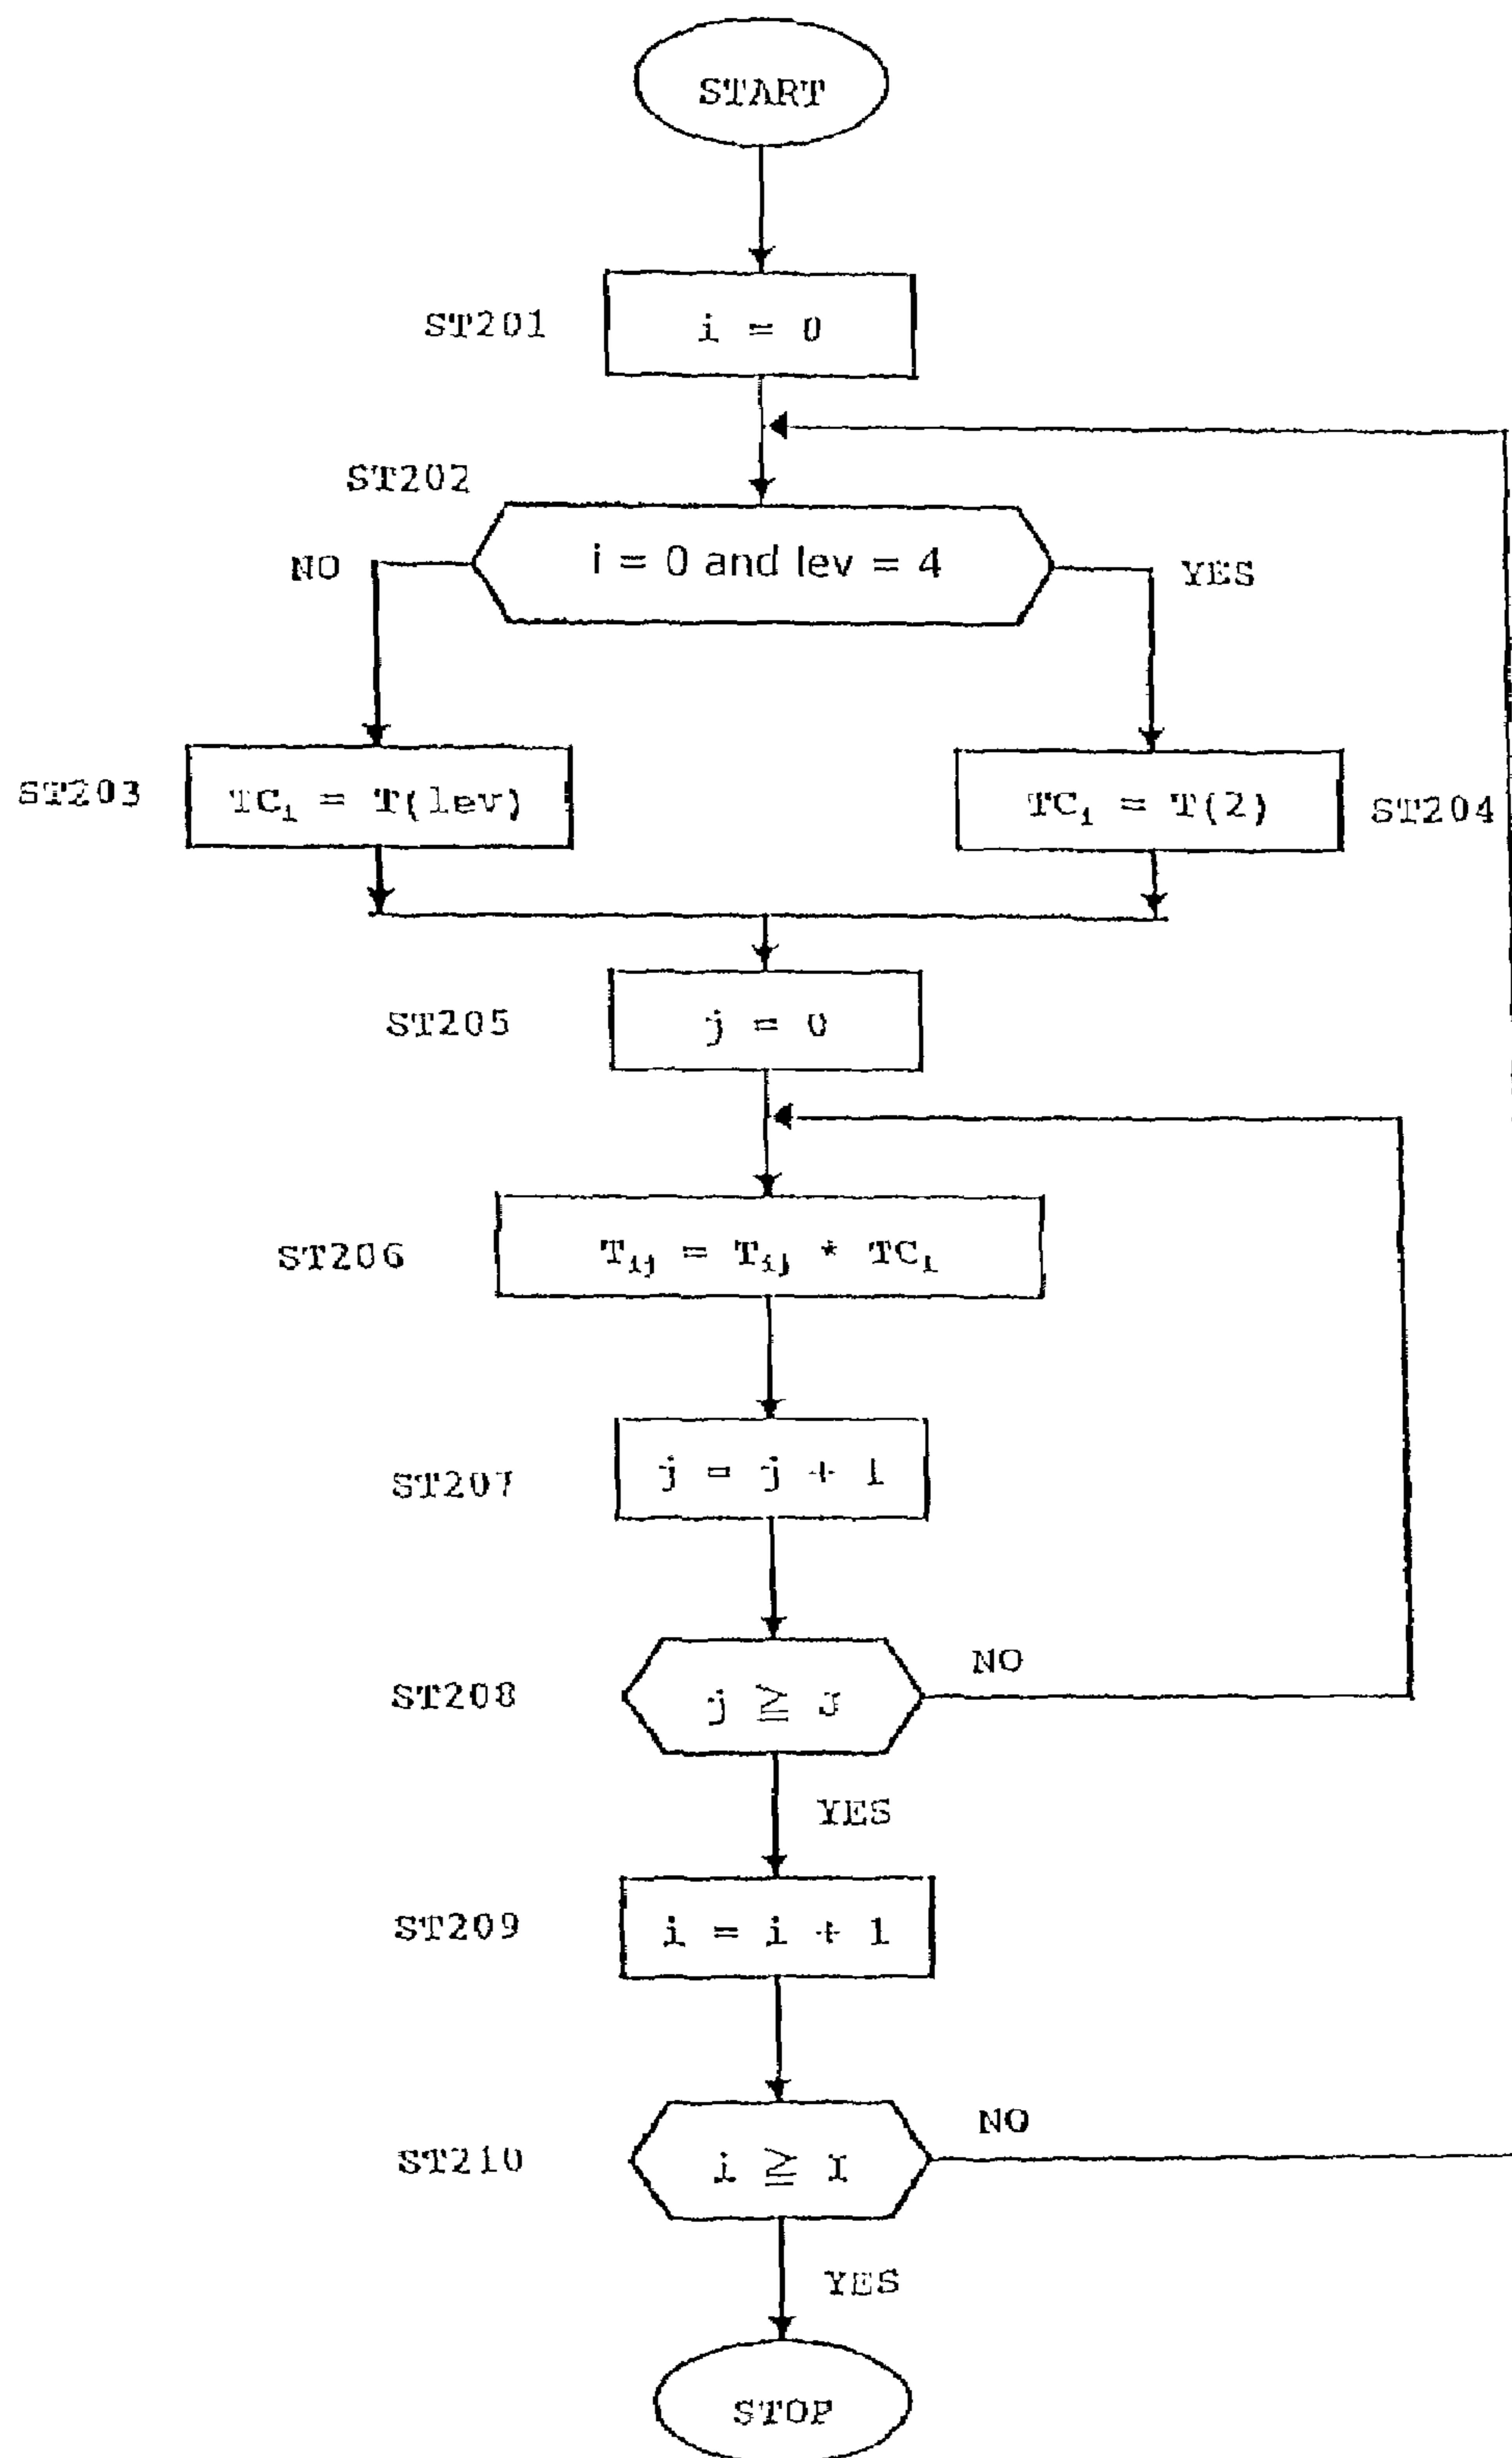 START
ST201
i = 0
ST202
NO
i = 0 and lev = 4
YES
ST203
TCi = T(lev)
TCi = T(2)
ST204
ST205
j = 0
ST206
Tij = Tij * TCi
ST207
j = j + 1
ST208
j ≧ J
NO
YES
ST209
i = i + 1
ST210
i ≧ I
NO
YES
STOP